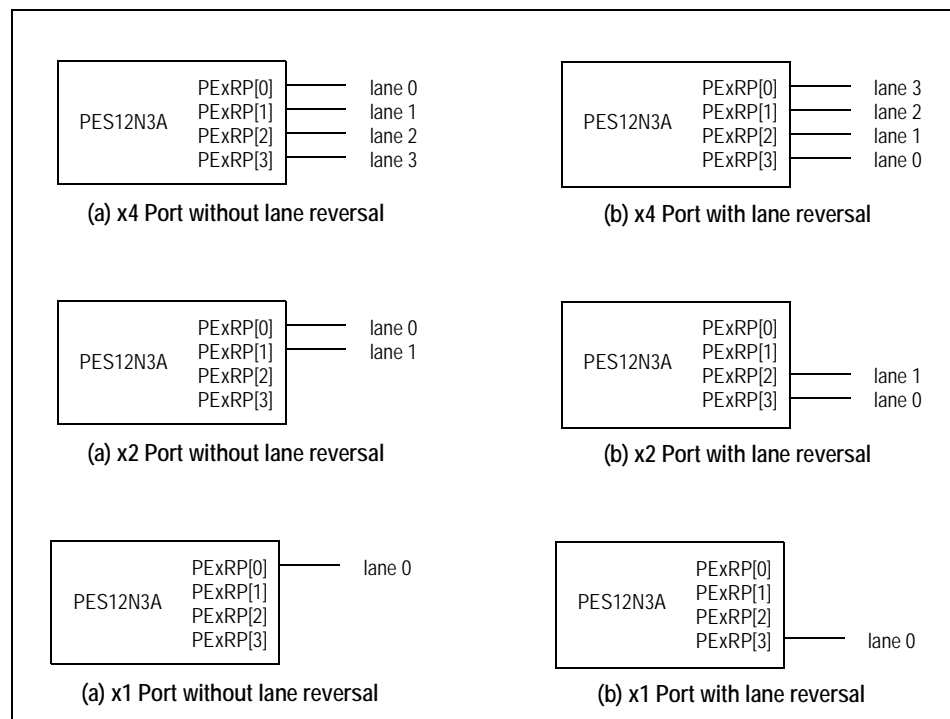 PES12N3A
PExRP[0] lane 0
PExRP[1] lane 1
PExRP[2] lane 2
PExRP[3] lane 3
(a) x4 Port without lane reversal
PES12N3A
PExRP[0] lane 3
PExRP[1] lane 2
PExRP[2] lane 1
PExRP[3] lane 0
(b) x4 Port with lane reversal
PES12N3A
PExRP[0] lane 0
PExRP[1] lane 1
PExRP[2]
PExRP[3]
(a) x2 Port without lane reversal
PES12N3A
PExRP[0]
PExRP[1]
PExRP[2] lane 1
PExRP[3] lane 0
(b) x2 Port with lane reversal
PES12N3A
PExRP[0] lane 0
PExRP[1]
PExRP[2]
PExRP[3]
(a) x1 Port without lane reversal
PES12N3A
PExRP[0]
PExRP[1]
PExRP[2]
PExRP[3] lane 0
(b) x1 Port with lane reversal